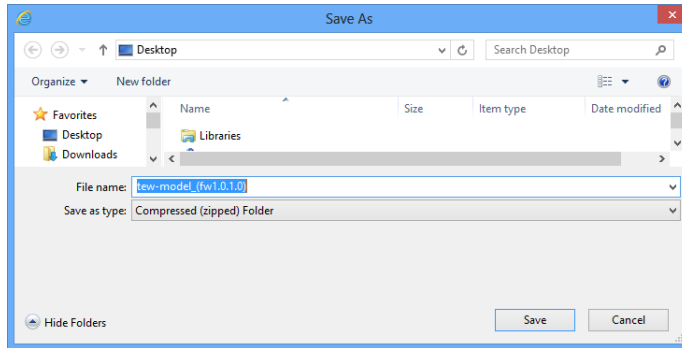 Save As
Desktop
Search Desktop
Organize
New folder
Favorites
Desktop
Downloads
Name
Size
Item type
Date modified
Libraries
File name:
tew-model_(fw1.0.1.0)
Save as type:
Compressed (zipped) Folder
Hide Folders
Save
Cancel